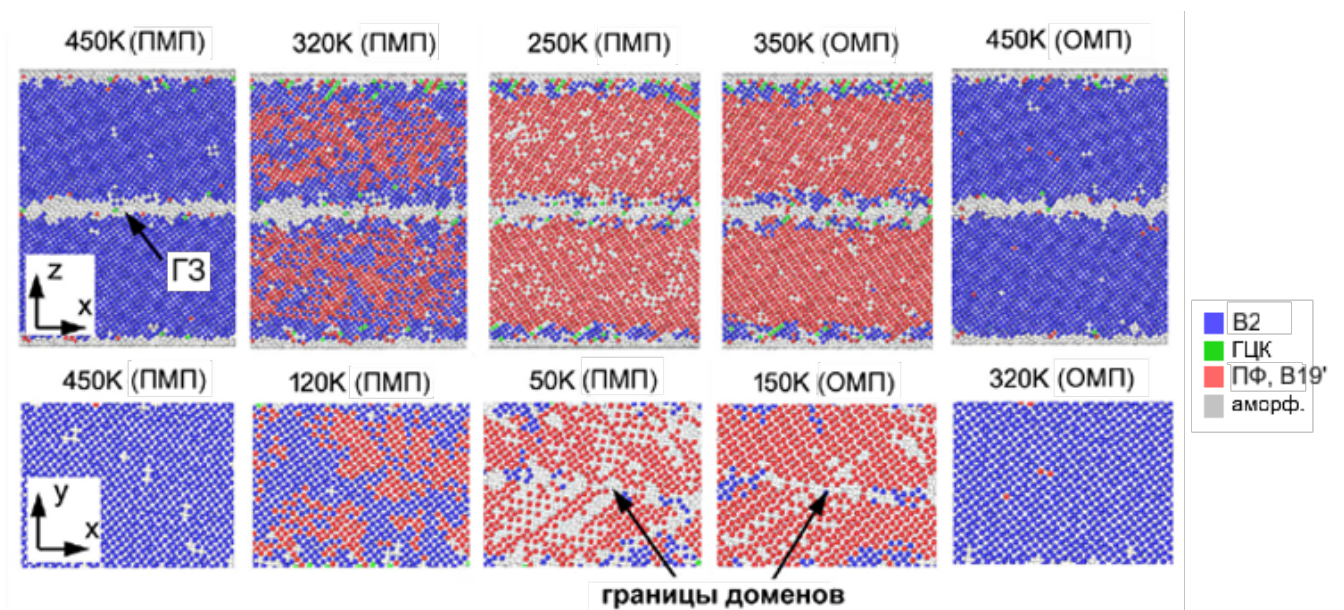 450K (ПМП) 320K (ПМП) 250K (ПМП) 350K (ОМП) 450K (ОМП)
ГЗ
z
x
450K (ПМП) 120K (ПМП) 50K (ПМП) 150K (ОМП) 320K (ОМП)
y
x
границы доменов
B2
ГЦК
ПФ, B19'
аморф.